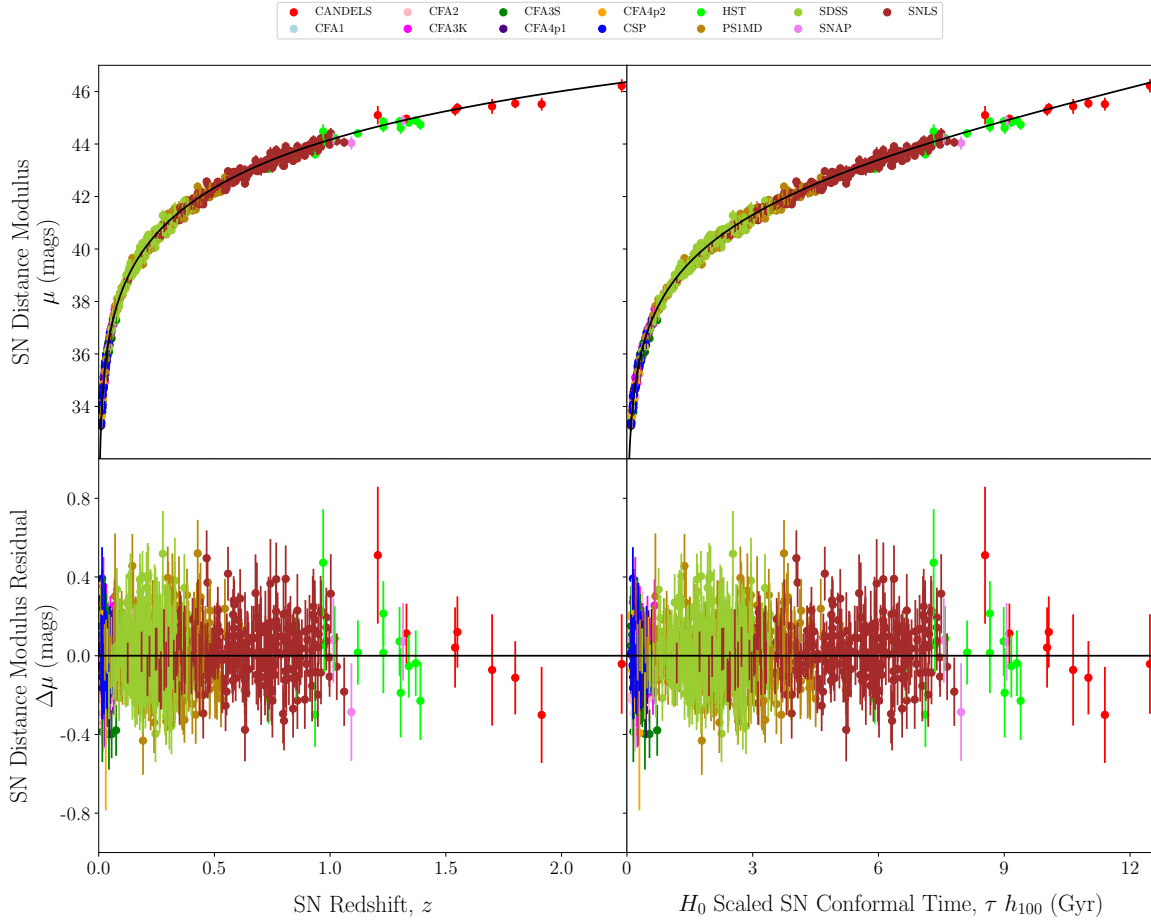 CANDELS CFA2 CFA3S CFA4p2 HST SDSS SNLS
CFA1 CFA3K CFA4p1 CSP PS1MD SNAP
SN Distance Modulus
μ (mags)
46
44
42
40
38
36
34
SN Distance Modulus Residual
Δμ (mags)
0.8
0.4
0.0
-0.4
-0.8
0.0 0.5 1.0 1.5 2.0
0 3 6 9 12
SN Redshift, z
H₀ Scaled SN Conformal Time, τ h₁₀₀ (Gyr)